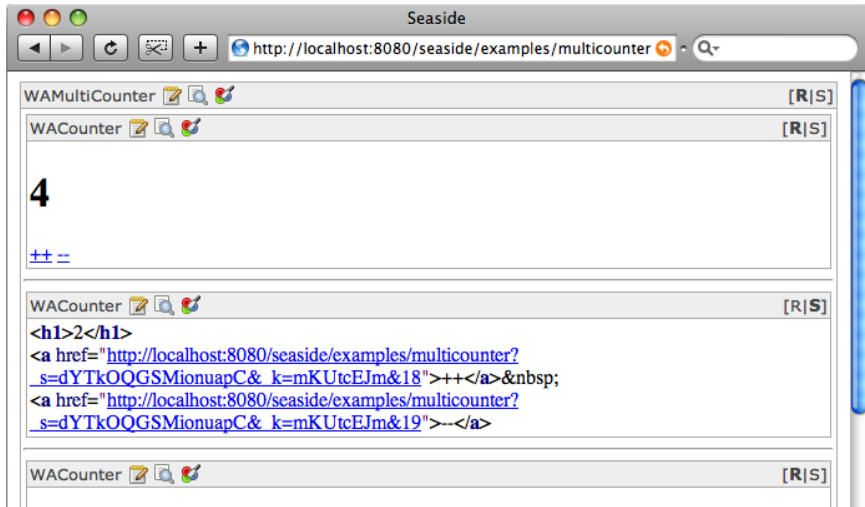 Seaside
http://localhost:8080/seaside/examples/multicounter
WAMultiCounter [R|S]
WACounter [R|S]
4
++ --
WACounter [R|S]
<h1>2</h1>
<a href="http://localhost:8080/seaside/examples/multicounter?
_s=dYTkOQGSMionuapC&_k=mKUtcEJm&18">++</a>&nbsp;
<a href="http://localhost:8080/seaside/examples/multicounter?
_s=dYTkOQGSMionuapC&_k=mKUtcEJm&19">--</a>
WACounter [R|S]